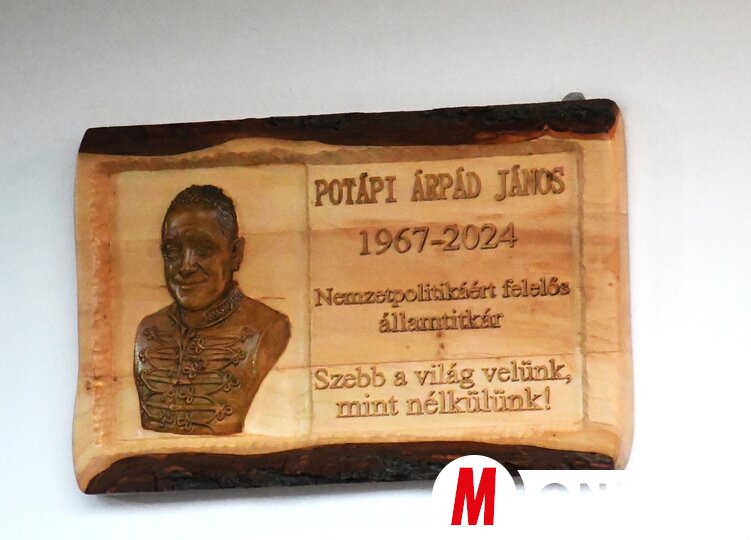 POTÁPI ÁRPÁD JÁNOS
1967-2024
Nemzetpolitikáért felelős
államtitkár
Szebb a világ velünk,
mint nélkülünk!
M